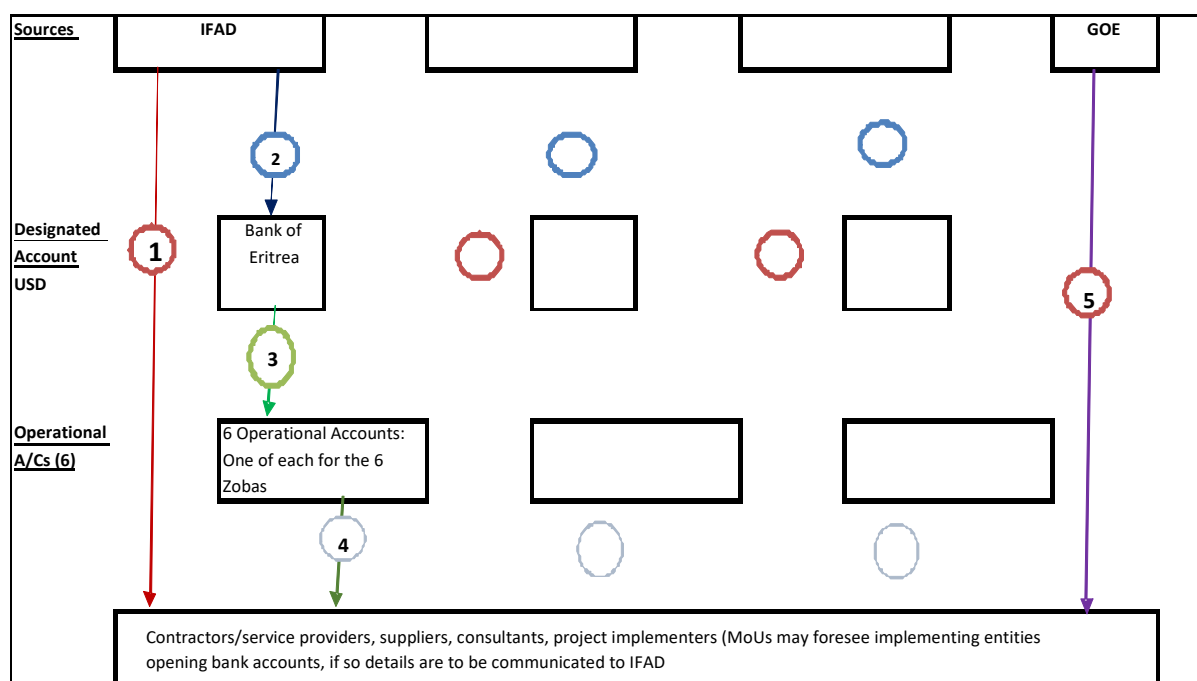 Sources
IFAD
GOE
2
Designated
Account
USD
1
Bank of
Eritrea
5
3
Operational
A/Cs (6)
6 Operational Accounts:
One of each for the 6
Zobas
4
Contractors/service providers, suppliers, consultants, project implementers (MoUs may foresee implementing entities
opening bank accounts, if so details are to be communicated to IFAD